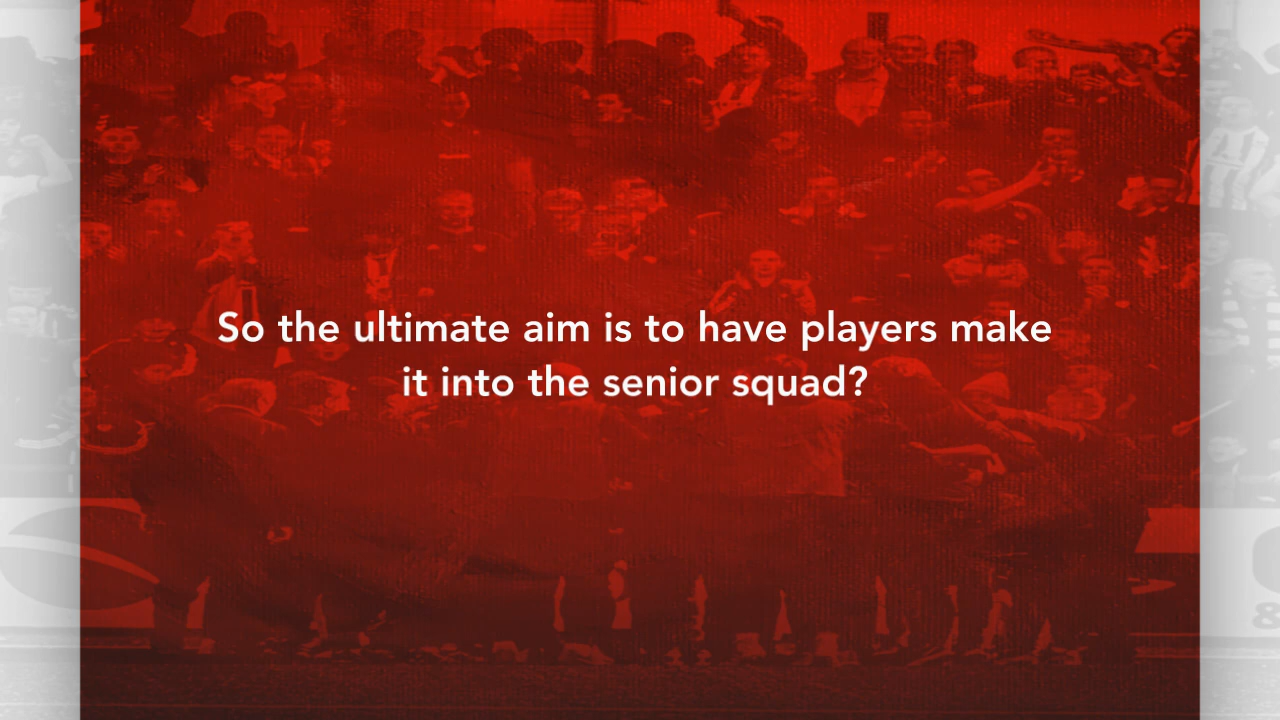 So the ultimate aim is to have players make
it into the senior squad?